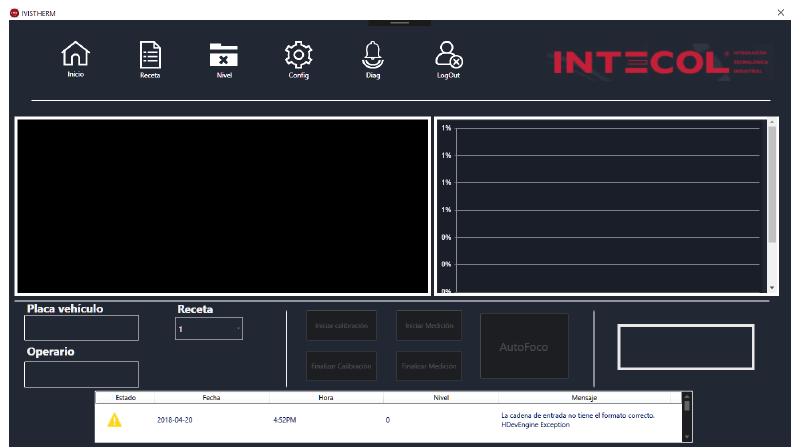 IVISTHERM
Inicio
Receta
Nivel
Config
Diag
LogOut
INTECOL
INTEGRACIÓN
TECNOLÓGICA
INDUSTRIAL
1%
1%
1%
1%
0%
0%
0%
Placa vehículo
Receta
1
Operario
Iniciar calibración
Iniciar Medición
AutoFoco
Finalizar Calibración
Finalizar Medición
Estado Fecha Hora Nivel Mensaje
2018-04-20 4:52PM 0 La cadena de entrada no tiene el formato correcto.
HDevEngine Exception